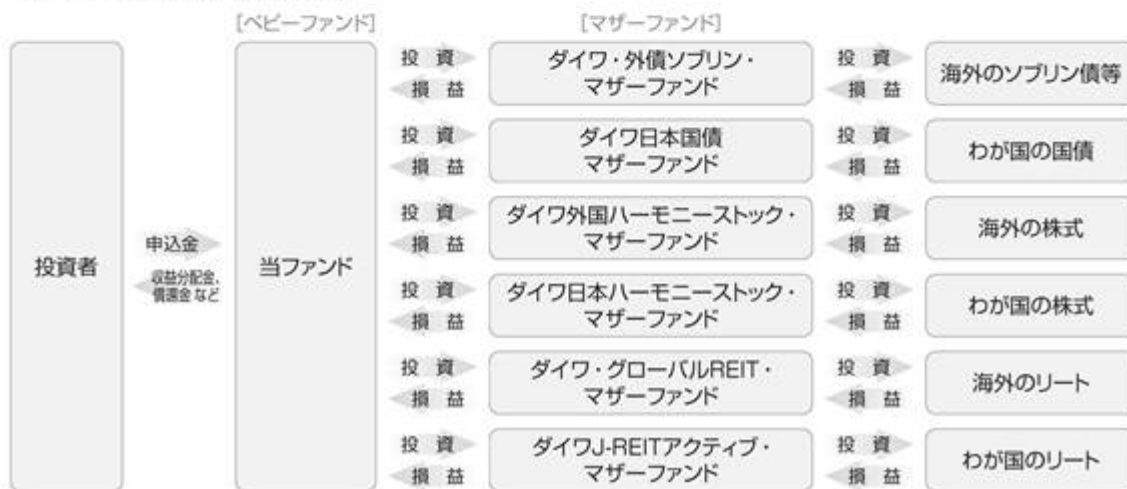 [ベビーファンド]
[マザーファンド]
投資者
申込金
収益分配金、
償還金 など
当ファンド
投 資
損 益
ダイワ・外債ソブリン・
マザーファンド
投 資
損 益
海外のソブリン債等
投 資
損 益
ダイワ日本国債
マザーファンド
投 資
損 益
わが国の国債
投 資
損 益
ダイワ外国ハーモニーストック・
マザーファンド
投 資
損 益
海外の株式
投 資
損 益
ダイワ日本ハーモニーストック・
マザーファンド
投 資
損 益
わが国の株式
投 資
損 益
ダイワ・グローバルREIT・
マザーファンド
投 資
損 益
海外のリート
投 資
損 益
ダイワJ-REITアクティブ・
マザーファンド
投 資
損 益
わが国のリート